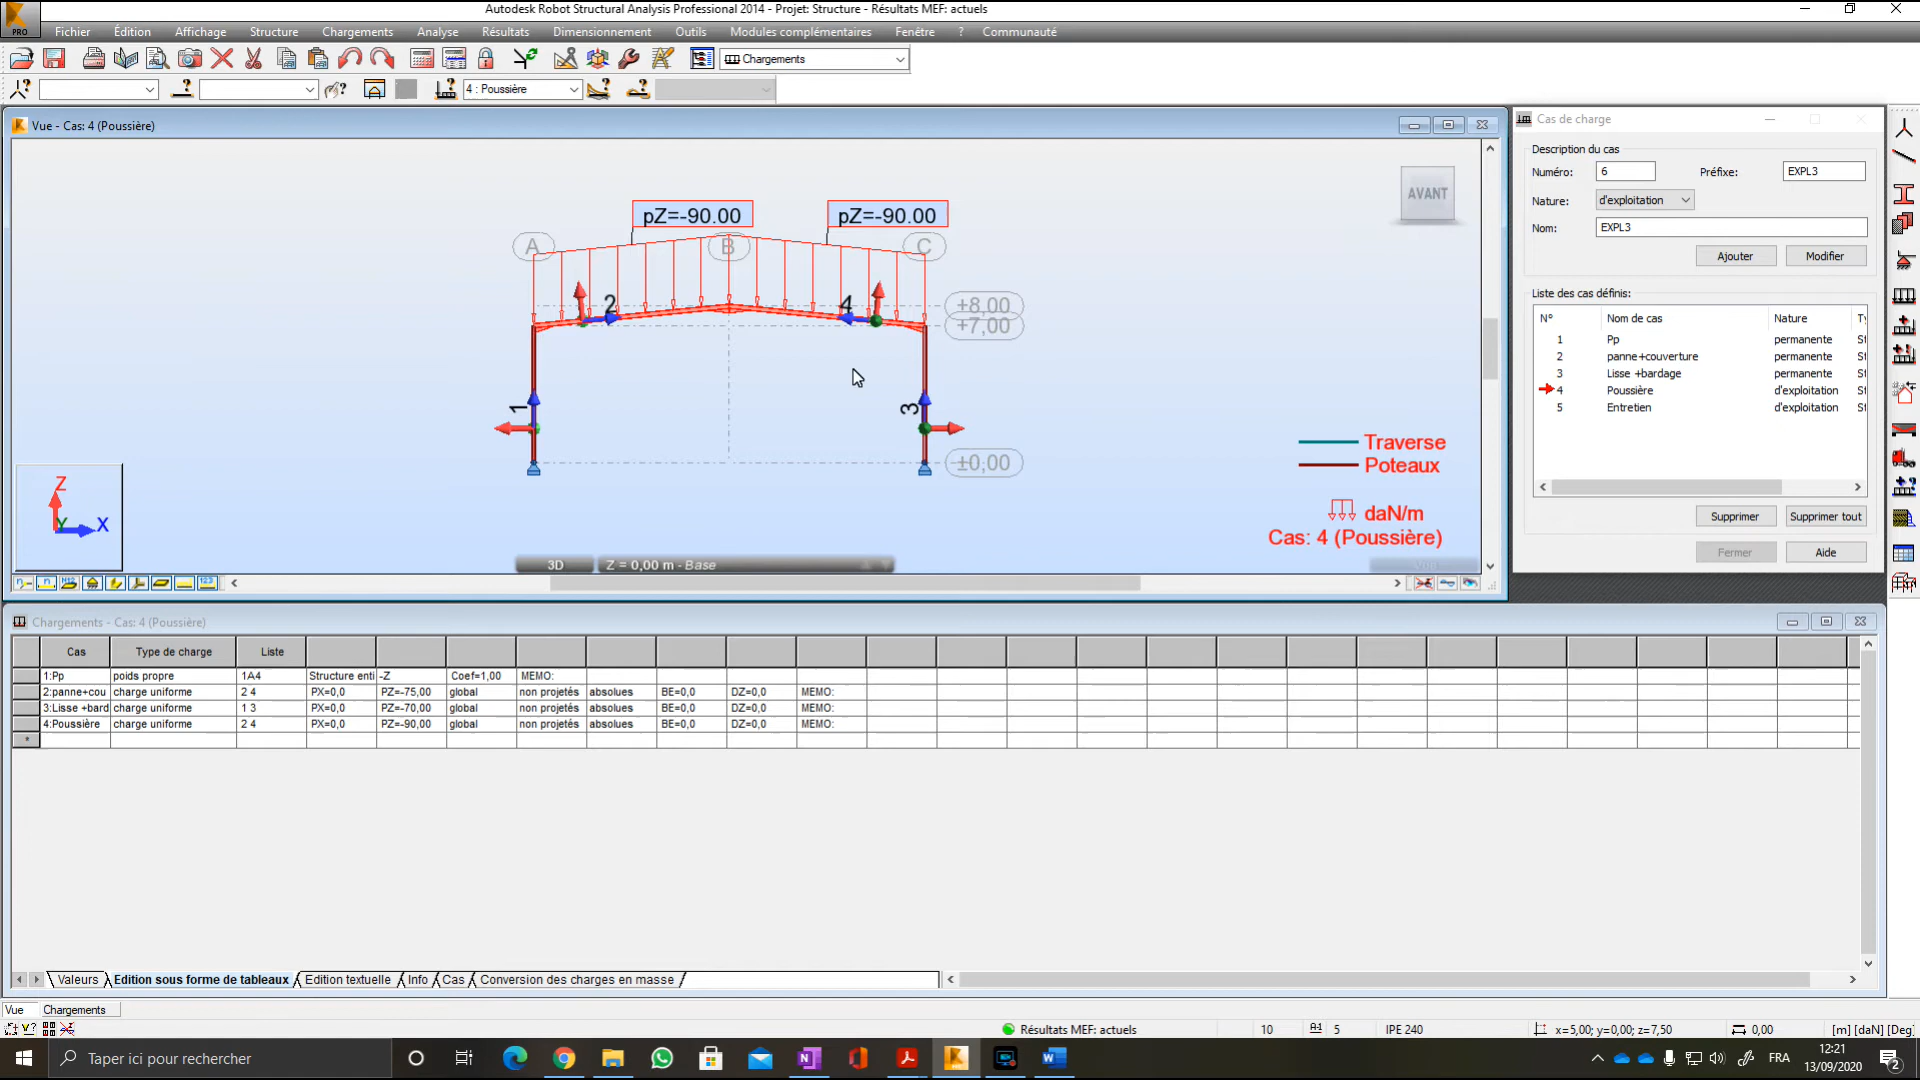 Autodesk Robot Structural Analysis Professional 2014 - Projet: Structure - Résultats MEF: actuels
PRO
Fichier Édition Affichage Structure Chargements Analyse Résultats Dimensionnement Outils Modules complémentaires Fenêtre ? Communauté
Chargements
4 : Poussière
Vue - Cas: 4 (Poussière)
AVANT
pZ=-90.00 pZ=-90.00
A B C
2 4
+8,00
+7,00
1 3
±0,00
Traverse
Poteaux
daN/m
Cas: 4 (Poussière)
Z
Y X
3D Z = 0,00 m - Base
Cas de charge
Description du cas
Numéro: 6 Préfixe: EXPL3
Nature: d'exploitation
Nom: EXPL3
Ajouter Modifier
Liste des cas définis:
N° Nom de cas Nature Ty
1 Pp permanente St
2 panne+couverture permanente St
3 Lisse +bardage permanente St
4 Poussière d'exploitation St
5 Entretien d'exploitation St
Supprimer Supprimer tout
Fermer Aide
Chargements - Cas: 4 (Poussière)
Cas Type de charge Liste
1:Pp poids propre 1A4 Structure enti -Z Coef=1,00 MEMO:
2:panne+cou charge uniforme 2 4 PX=0,0 PZ=-75,00 global non projetés absolues BE=0,0 DZ=0,0 MEMO:
3:Lisse +bard charge uniforme 1 3 PX=0,0 PZ=-70,00 global non projetés absolues BE=0,0 DZ=0,0 MEMO:
4:Poussière charge uniforme 2 4 PX=0,0 PZ=-90,00 global non projetés absolues BE=0,0 DZ=0,0 MEMO:
*
Valeurs Edition sous forme de tableaux Edition textuelle Info Cas Conversion des charges en masse
Vue Chargements
Résultats MEF: actuels 10 5 IPE 240 x=5,00; y=0,00; z=7,50 0,00 [m] [daN] [Deg]
Taper ici pour rechercher
FRA
12:21
13/09/2020
2